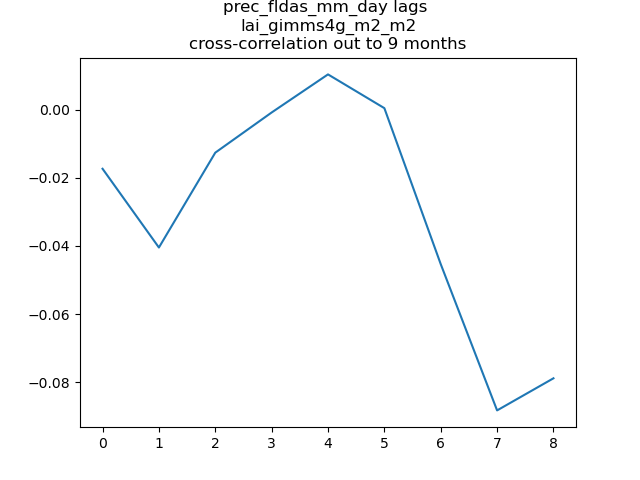 prec_fldas_mm_day lags
lai_gimms4g_m2_m2
cross-correlation out to 9 months
0.00
−0.02
−0.04
−0.06
−0.08
0 1 2 3 4 5 6 7 8